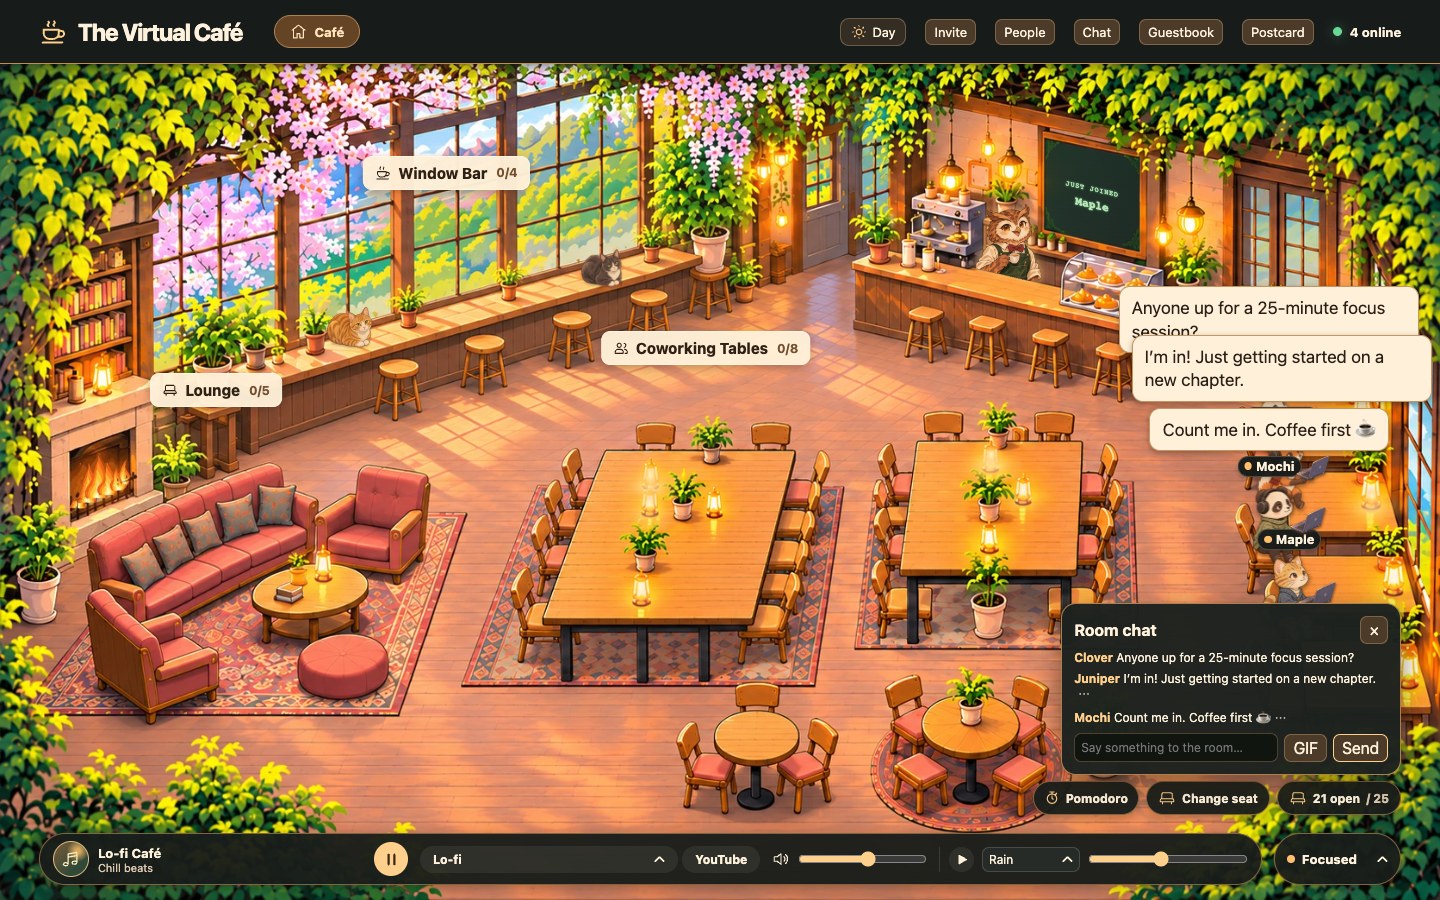 The Virtual Café
Café
Day
Invite
People
Chat
Guestbook
Postcard
4 online
Window Bar 0/4
JUST JOINED
Maple
Anyone up for a 25-minute focus
session?
I'm in! Just getting started on a
new chapter.
Coworking Tables 0/8
Lounge 0/5
Count me in. Coffee first ☕
Mochi
Maple
Room chat
×
Clover Anyone up for a 25-minute focus session?
Juniper I'm in! Just getting started on a new chapter.
...
Mochi Count me in. Coffee first ☕ ...
Say something to the room...
GIF
Send
Pomodoro
Change seat
21 open / 25
Lo-fi Café
Chill beats
Lo-fi
YouTube
Rain
Focused